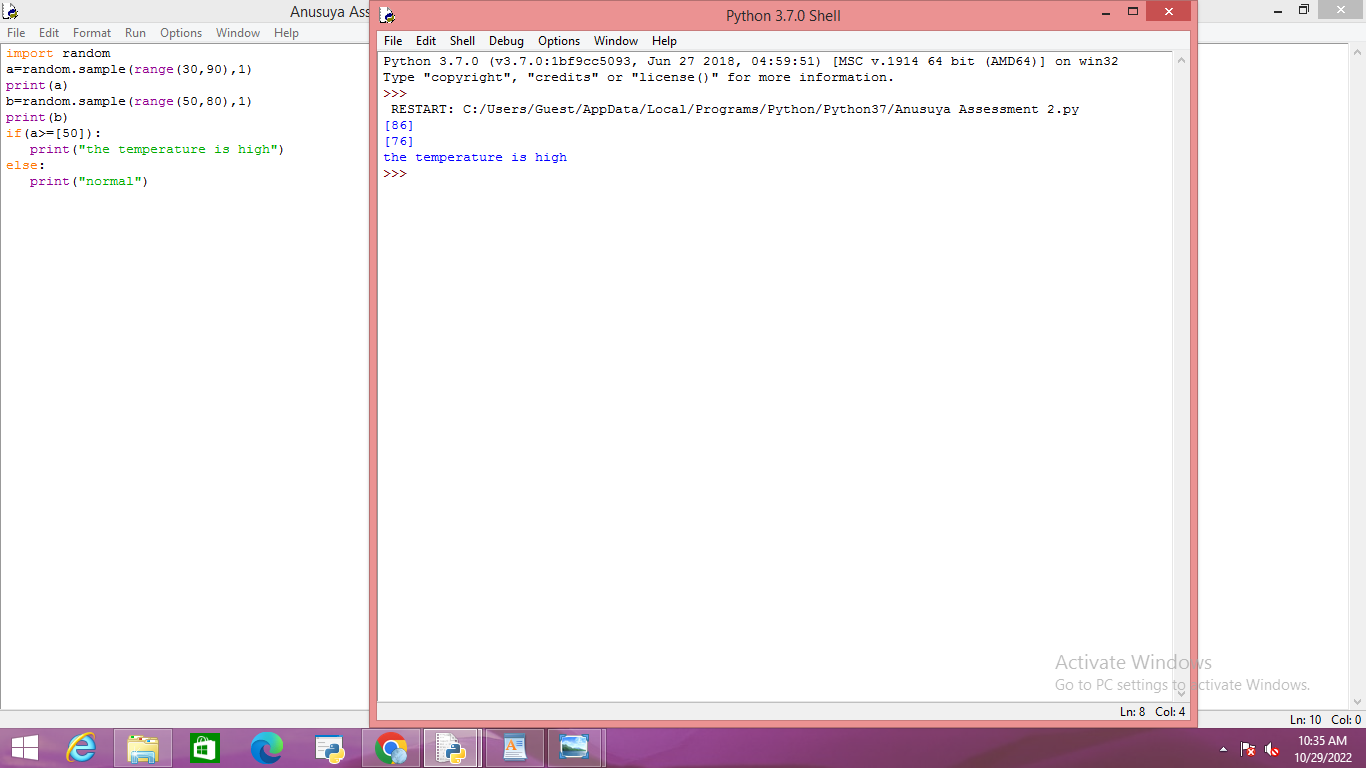 Anusuya Ass
File Edit Format Run Options Window Help
import random
a=random.sample(range(30,90),1)
print(a)
b=random.sample(range(50,80),1)
print(b)
if(a>=[50]):
   print("the temperature is high")
else:
   print("normal")
Python 3.7.0 Shell
File Edit Shell Debug Options Window Help
Python 3.7.0 (v3.7.0:1bf9cc5093, Jun 27 2018, 04:59:51) [MSC v.1914 64 bit (AMD64)] on win32
Type "copyright", "credits" or "license()" for more information.
>>>
 RESTART: C:/Users/Guest/AppData/Local/Programs/Python/Python37/Anusuya Assessment 2.py
[86]
[76]
the temperature is high
>>>
Activate Windows
Go to PC settings to activate Windows.
Ln: 8 Col: 4
Ln: 10 Col: 0
10:35 AM
10/29/2022